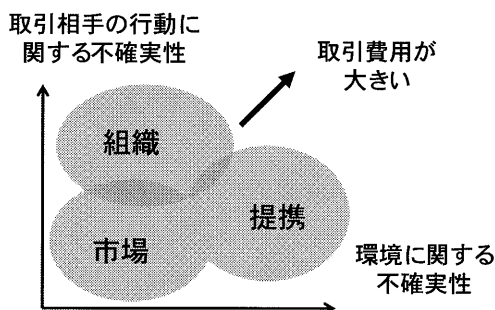 取引相手の行動に
関する不確実性
取引費用が
大きい
組織
提携
市場
環境に関する
不確実性